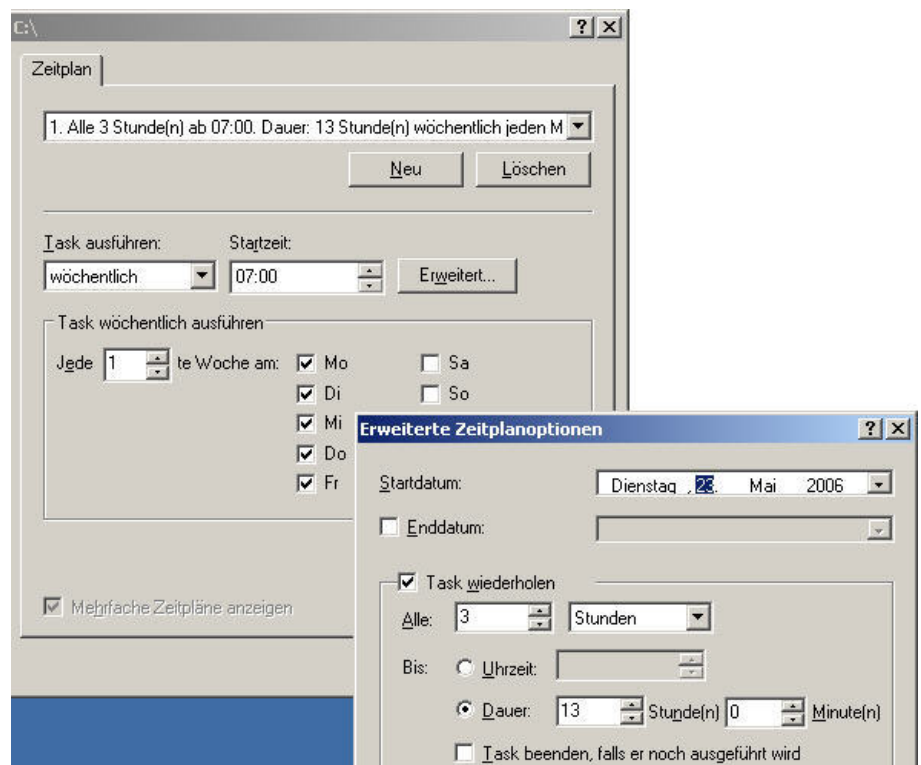 C:\
Zeitplan
1. Alle 3 Stunde(n) ab 07:00. Dauer: 13 Stunde(n) wöchentlich jeden M
Neu Löschen
Task ausführen: Startzeit:
wöchentlich 07:00 Erweitert...
Task wöchentlich ausführen
Jede 1 te Woche am: Mo Sa
Di So
Mi
Do
Fr
Mehrfache Zeitpläne anzeigen
Erweiterte Zeitplanoptionen
Startdatum: Dienstag , 23. Mai 2006
Enddatum:
Task wiederholen
Alle: 3 Stunden
Bis: Uhrzeit:
Dauer: 13 Stunde(n) 0 Minute(n)
Task beenden, falls er noch ausgeführt wird